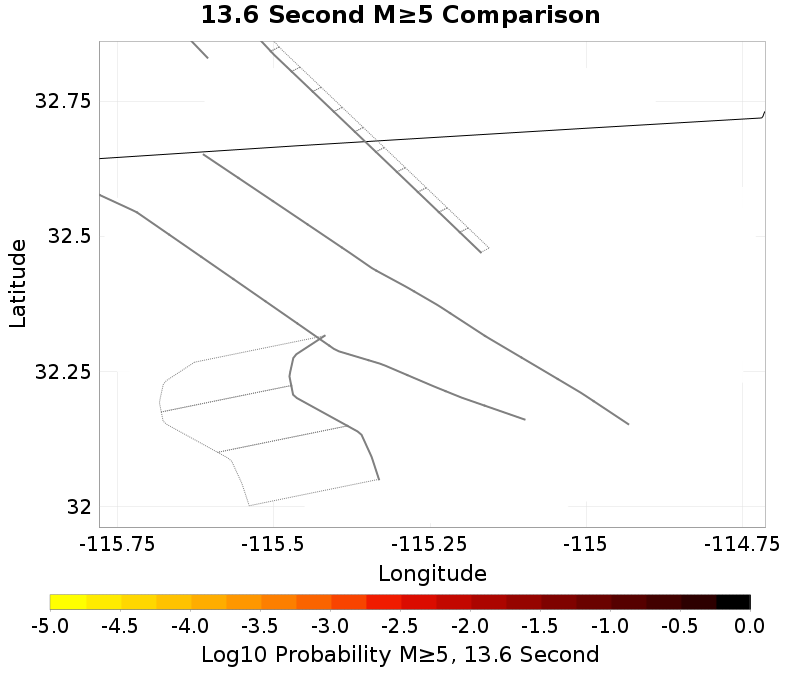 13.6 Second M≥5 Comparison
32.75
32.5
32.25
32
Latitude
-115.75 -115.5 -115.25 -115 -114.75
Longitude
-5.0 -4.5 -4.0 -3.5 -3.0 -2.5 -2.0 -1.5 -1.0 -0.5 0.0
Log10 Probability M≥5, 13.6 Second